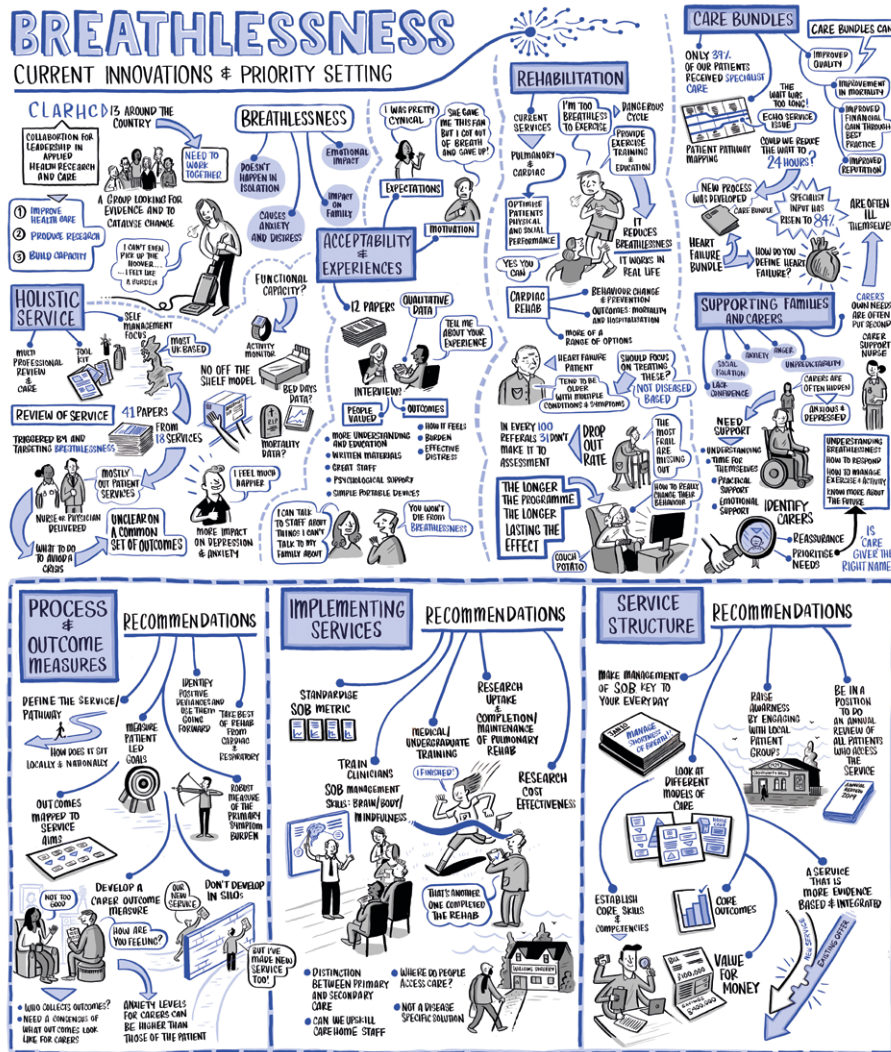 BREATHLESSNESS
CURRENT INNOVATIONS & PRIORITY SETTING
CLARHCD 13 AROUND THE
COUNTRY
COLLABORTION FOR
LEADERSHIP IN
APPLIED
HEALTH RESEARCH
AND CARE
NEED TO
WORK
TOGETHER
1 IMPROVE
HEALTH CARE
2 PRODUCE RESEARCH
3 BUILD CAPACITY
A GROUP LOOKING FOR
EVIDENCE AND TO
CATALYSE CHANGE
I CAN'T EVEN
PICK UP THE
HOOVER...
...I FEEL LIKE
A BURDEN
BREATHLESSNESS
DOESN'T
HAPPEN IN
ISOLATION
EMOTIONAL
IMPACT
CAUSES
ANXIETY
AND DISTRESS
IMPACT
ON
FAMILY
I WAS PRETTY
CYNICAL
SHE GAVE
ME THIS FAN
BUT I GOT OUT
OF BREATH
AND GAVE UP!
EXPECTATIONS
MOTIVATION
ACCEPTABILITY
&
EXPERIENCES
12 PAPERS
QUALITATIVE
DATA
TELL ME
ABOUT YOUR
EXPERIENCE
INTERVIEW?
PEOPLE
VALUED
OUTCOMES
MORE UNDERSTANDING
AND EDUCATION
WRITTEN MATERIALS
GREAT STAFF
PSYCHOLOGICAL SUPPORT
SIMPLE PORTABLE DEVICES
HOW IT FEELS
BURDEN
EFFECTIVE
DISTRESS
I CAN TALK
TO STAFF ABOUT
THINGS I CAN'T
TALK TO MY
FAMILY ABOUT
YOU WON'T
DIE FROM
BREATHLESSNESS
HOLISTIC
SERVICE
SELF
MANAGEMENT
FOCUS
MULTI
PROFESSIONAL
REVIEW
&
CARE
TOOL
KIT
MOST
UK BASED
FUNCTIONAL
CAPACITY?
ACTIVITY
MONITOR
NO OFF THE
SHELF MODEL
BED DAYS
DATA?
R.I.P
MORTALITY
DATA?
REVIEW OF SERVICE
41 PAPERS
FROM
18 SERVICES
TRIGGERED BY AND
TARGETING BREATHLESSNESS
MOSTLY
OUT PATIENT
SERVICES
NURSE OR PHYSICIAN
DELIVERED
WHAT TO DO
TO AVIOD A
CRISIS
UNCLEAR ON
A COMMON
SET OF OUTCOMES
I FEEL MUCH
HAPPIER
MORE IMPACT
ON DEPRESSION
& ANXIETY
REHABILITATION
CURRENT
SERVICES
PULMONARY
&
CARDIAC
OPTIMISE
PATIENTS
PHYSICAL
AND SOCIAL
PERFORMANCE
I'M TOO
BREATHLESS
TO EXERCISE
DANGEROUS
CYCLE
PROVIDE
EXERCISE
TRAINING
&
EDUCATION
IT
REDUCES
BREATHLESSNESS
IT WORKS IN
REAL LIFE
YES YOU
CAN
CARDIAC
REHAB
BEHAVIOUR CHANGE
& PREVENTION
OUTCOMES: MORTALITY
AND HOSPITALISATION
MORE OF A
RANGE OF OPTIONS
HEART FAILURE
PATIENT
TEND TO BE
OLDER
WITH MULTIPLE
CONDITIONS & SYMPTOMS
SHOULD FOCUS
ON TREATING
THESE?
NOT DISEASED
BASED
IN EVERY 100
REFERALS 31 DON'T
MAKE IT TO
ASSESSMENT
DROP
OUT
RATE
THE
MOST
FRAIL
ARE
MISSING
OUT
THE LONGER
THE PROGRAMME
THE LONGER
LASTING THE
EFFECT
HOW TO REALLY
CHANGE THEIR
BEHAVIOUR
COUCH
POTATO
CARE BUNDLES
ONLY 37%
OF OUR PATIENTS
RECEIVED SPECIALIST
CARE
PATIENT PATHWAY
MAPPING
THE
WAIT WAS
TOO LONG!
ECHO SERVICE
ISSUE
COULD WE REDUCE
THE WAIT TO
24 HOURS?
CARE BUNDLES CAN
IMPROVED
QUALITY
IMPROVEMENT
IN MORTALITY
IMPROVED
FINANCIAL
GAIN THROUGH
BEST
PRACTICE
IMPROVED
REPUTATION
NEW PROCESS
WAS DEVELOPED
CARE BUNDLE
SPECIALIST
INPUT HAS
RISEN TO 84%
HEART
FAILURE
BUNDLE
HOW DO YOU
DEFINE HEART
FAILURE?
ARE OFTEN
ILL
THEMSELVES
SUPPORTING FAMILIES
AND CARERS
CARERS
OWN NEEDS
ARE OFTEN
PUT SECOND
CARER
SUPPORT
NURSE
SOCIAL
ISOLATION
ANXIETY
ANGER
UNPREDICTABILITY
LACK
CONFIDENCE
CARERS ARE
OFTEN HIDDEN
ANXIOUS &
DEPRESSED
NEED
SUPPORT
UNDERSTANDING
TIME FOR
THEMSELVES
PRACTICAL
SUPPORT
EMOTIONAL
SUPPORT
UNDERSTANDING
BREATHLESSNESS
HOW TO RESPOND
HOW TO MANAGE
EXERCISE & ACTIVITY
KNOW MORE ABOUT
THE FUTURE
IDENTIFY
CARERS
REASSURANCE
PRIORITISE
NEEDS
IS
'CARE
GIVER' THE
RIGHT NAME?
PROCESS
&
OUTCOME
MEASURES
RECOMMENDATIONS
DEFINE THE SERVICE/
PATHWAY
HOW DOES IT SIT
LOCALLY & NATIONALLY
MEASURE
PATIENT
LED
GOALS
IDENTIFY
POSITIVE
DEVIANCES AND
USE THEM
GOING
FORWARD
TAKE BEST
OF REHAB
FROM
CARDIAC
&
RESPIRATORY
OUTCOMES
MAPPED TO
SERVICE
AIMS
ROBUST
MEASURE
OF THE
PRIMARY
SYMPTOM
BURDEN
DEVELOP A
CARER OUTCOME
MEASURE
NOT TOO
GOOD
HOW ARE
YOU FEELING?
OUR
NEW
SERVICE
DON'T DEVELOP
IN SILOS
BUT I'VE
MADE NEW
SERVICE
TOO!
WHO COLLECTS OUTCOMES?
NEED A CONSENSUS OF
WHAT OUTCOMES LOOK
LIKE FOR CARERS
ANXIETY LEVELS
FOR CARERS CAN
BE HIGHER THAN
THOSE OF THE PATIENT
IMPLEMENTING
SERVICES
RECOMMENDATIONS
STANDARDISE
SOB METRIC
TRAIN
CLINICIANS
SOB MANAGEMENT
SKILLS: BRAIN/BODY/
MINDFULNESS
MEDICAL/
UNDERGRADUATE
TRAINING
RESEARCH
UPTAKE
&
COMPLETION/
MAINTENANCE
OF PULMONARY
REHAB
RESEARCH
COST
EFFECTIVENESS
I FINISHED!
THAT'S ANOTHER
ONE COMPLETED
THE REHAB
WELLING SURGERY
DISTINCTION
BETWEEN PRIMARY
AND SECONDARY
CARE
CAN WE UPSKILL
CAREHOME STAFF
WHERE DO PEOPLE
ACCESS CARE?
NOT A DISEASE
SPECIFIC SOLUTION
SERVICE
STRUCTURE
RECOMMENDATIONS
MAKE MANAGEMENT
OF SOB KEY TO
YOUR EVERYDAY
NEWS
MANAGE
SHORTNESS
OF BREATH!
RAISE
AWARENESS
BY ENGAGING
WITH LOCAL
PATIENT
GROUPS
COMMUNITY HALL
BE IN A
POSITION TO
DO AN
ANNUAL
REVIEW OF
ALL PATIENTS
WHO ACCESS
THE
SERVICE
ANNUAL
REVIEW
2019
LOOK AT
DIFFERENT
MODELS OF
CARE
ESTABLISH
CORE SKILLS
&
COMPETENCIES
CORE
OUTCOMES
BILL
£100,000
SAVINGS
£400,000
VALUE
FOR
MONEY
A SERVICE
THAT IS
MORE EVIDENCE
BASED & INTEGRATED
NEW SERVICE
EXISTING OFFER